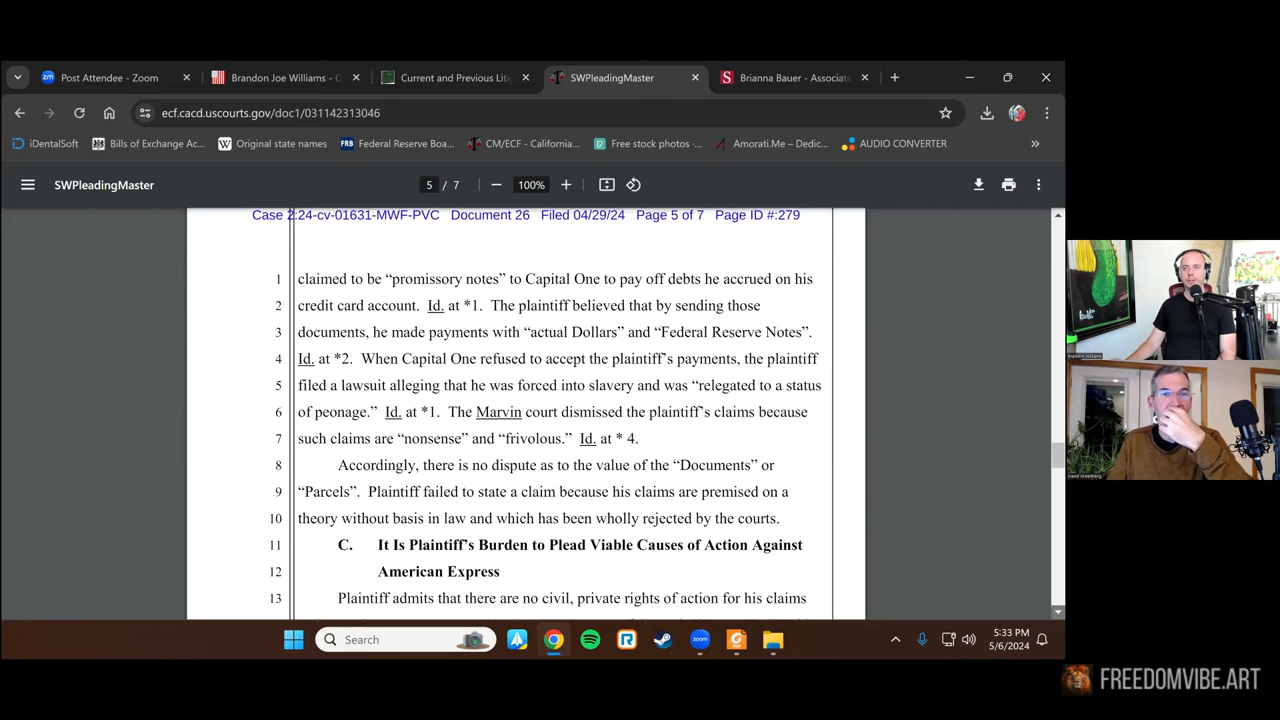 Post Attendee - Zoom
Brandon Joe Williams - C
Current and Previous Liti
SWPleadingMaster
Brianna Bauer - Associat
ecf.cacd.uscourts.gov/doc1/031142313046
iDentalSoft
Bills of Exchange Ac...
Original state names
Federal Reserve Boa...
CM/ECF - California...
Free stock photos -...
Amorati.Me – Dedic...
AUDIO CONVERTER
SWPleadingMaster
5 / 7
100%
Case 2:24-cv-01631-MWF-PVC Document 26 Filed 04/29/24 Page 5 of 7 Page ID #:279
1 claimed to be “promissory notes” to Capital One to pay off debts he accrued on his
2 credit card account. Id. at *1. The plaintiff believed that by sending those
3 documents, he made payments with “actual Dollars” and “Federal Reserve Notes”.
4 Id. at *2. When Capital One refused to accept the plaintiff’s payments, the plaintiff
5 filed a lawsuit alleging that he was forced into slavery and was “relegated to a status
6 of peonage.” Id. at *1. The Marvin court dismissed the plaintiff’s claims because
7 such claims are “nonsense” and “frivolous.” Id. at * 4.
8 Accordingly, there is no dispute as to the value of the “Documents” or
9 “Parcels”. Plaintiff failed to state a claim because his claims are premised on a
10 theory without basis in law and which has been wholly rejected by the courts.
11 C. It Is Plaintiff’s Burden to Plead Viable Causes of Action Against
12 American Express
13 Plaintiff admits that there are no civil, private rights of action for his claims
Brandon Williams
David Greenberg
Search
5:33 PM
5/6/2024
FREEDOMVIBE.ART